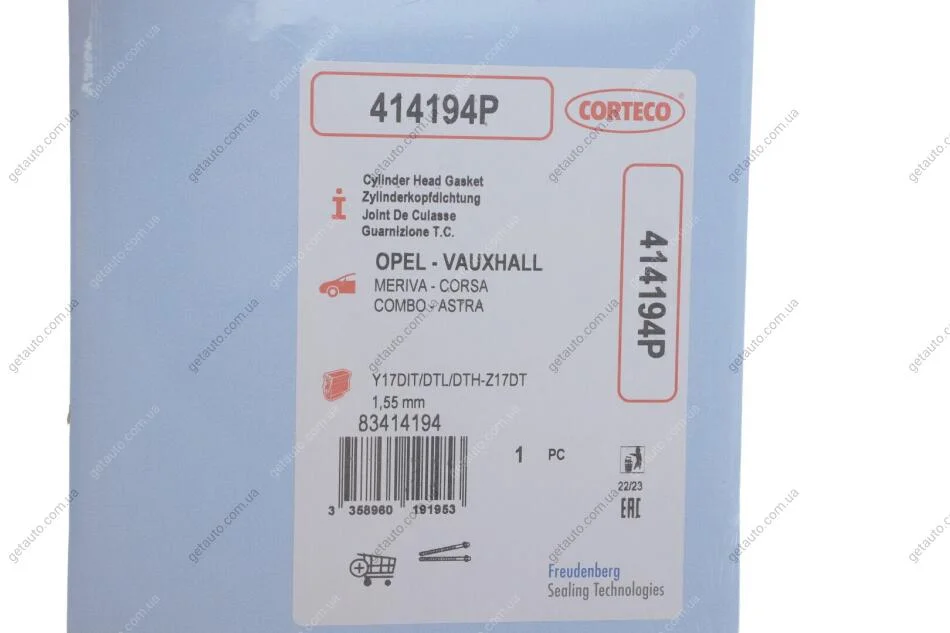 414194P
CORTECO®
Cylinder Head Gasket
Zylinderkopfdichtung
Joint De Culasse
Guarnizione T.C.
OPEL - VAUXHALL
MERIVA - CORSA
COMBO - ASTRA
414194P
Y17DIT/DTL/DTH-Z17DT
1,55 mm
83414194
1 PC
3 358960 191953
22/23
EAC
Freudenberg
Sealing Technologies
getauto.com.ua